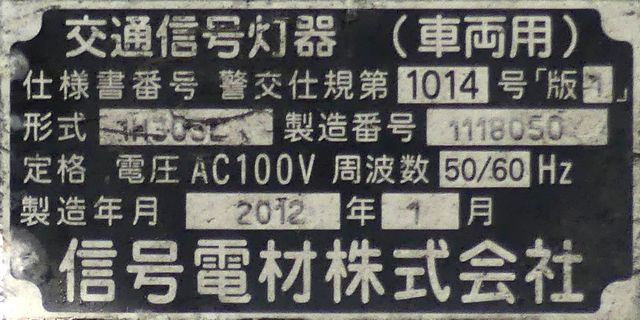 交通信号灯器 （車両用）
仕様書番号 警交仕規第 1014 号「版1」
形式 製造番号 1118050
定格 電圧 AC100V 周波数 50/60 Hz
製造年月 2012 年 1 月
信号電材株式会社